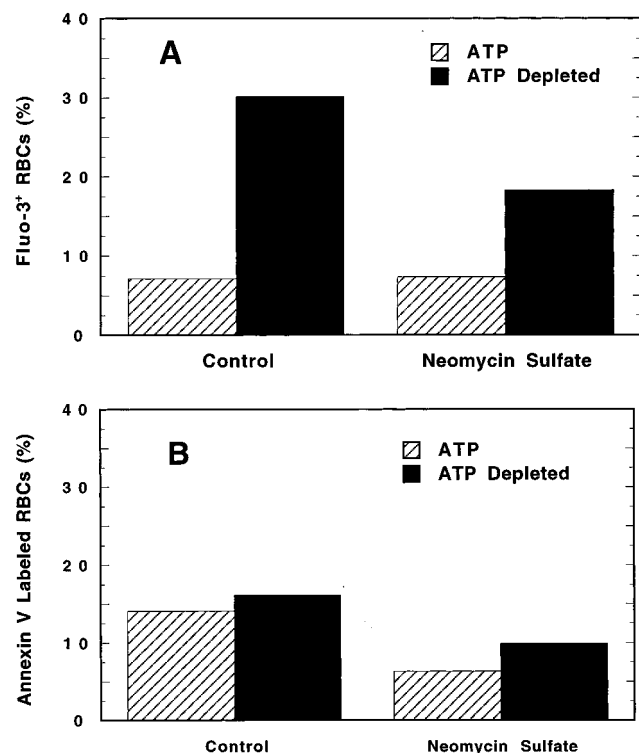 40
A
ATP
ATP Depleted
30
20
10
0
Fluo-3⁺ RBCs (%)
Control
Neomycin Sulfate
40
B
ATP
ATP Depleted
30
20
10
0
Annexin V Labeled RBCs (%)
Control
Neomycin Sulfate